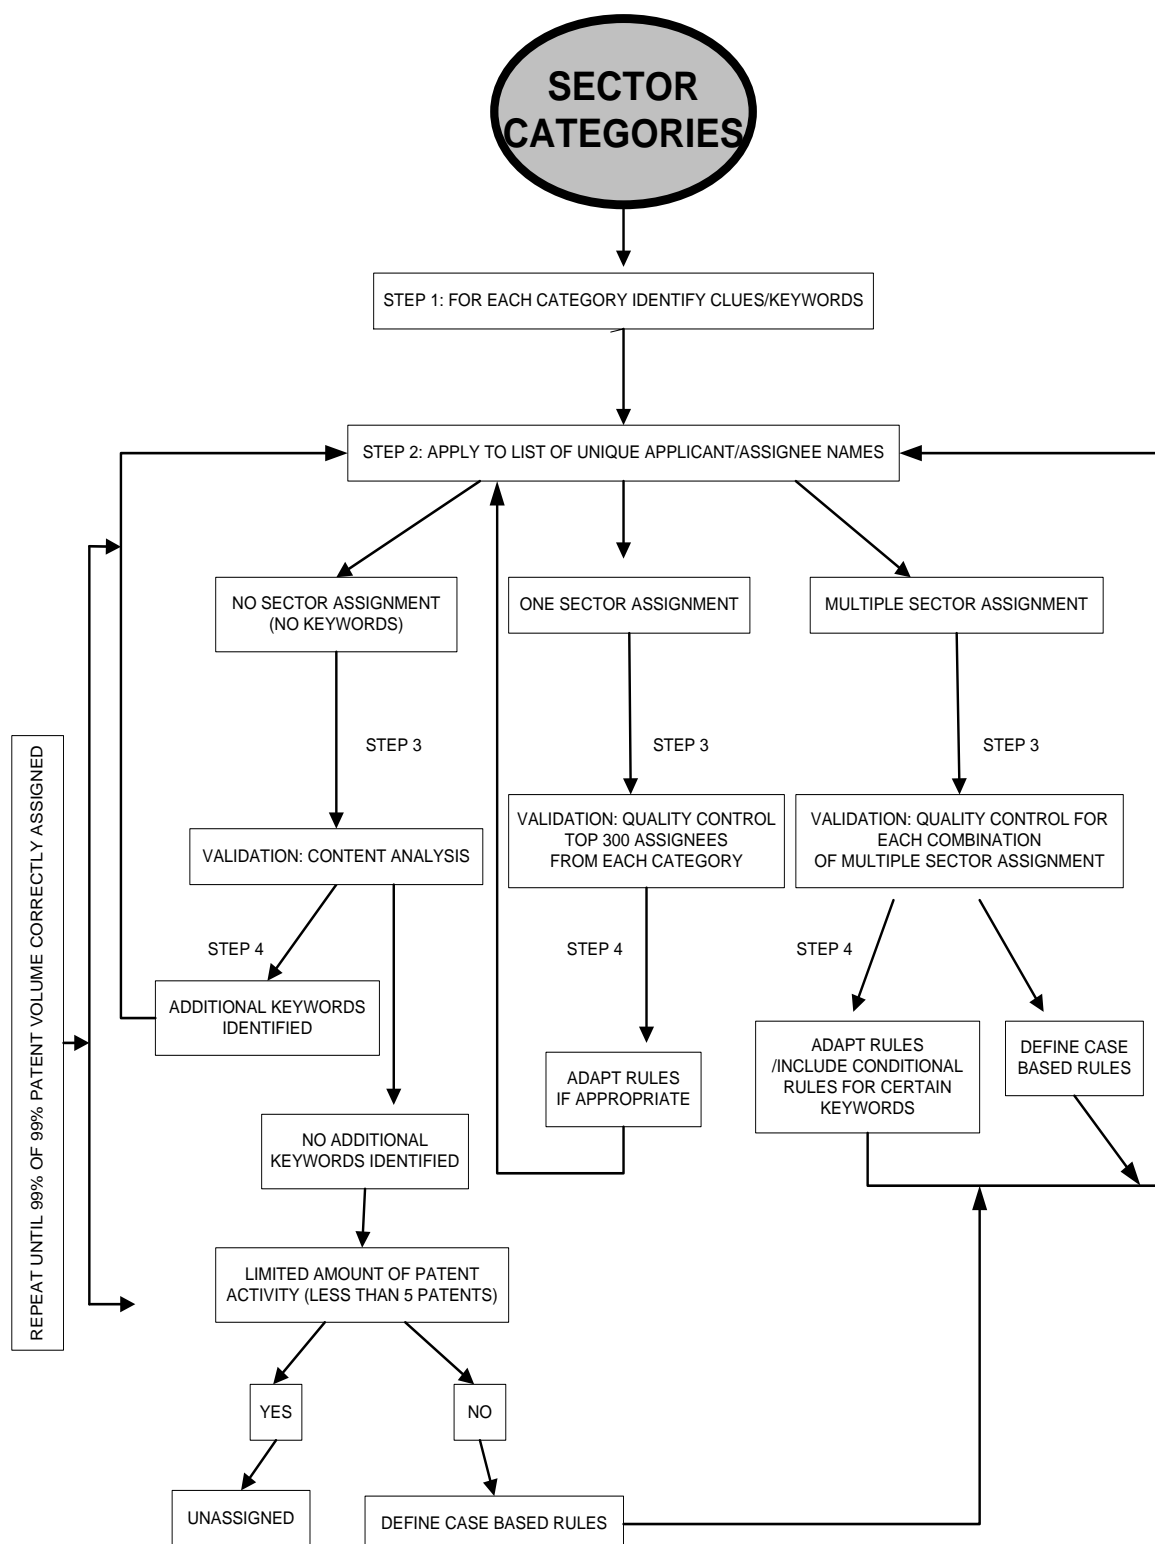 SECTOR
CATEGORIES
STEP 1: FOR EACH CATEGORY IDENTIFY CLUES/KEYWORDS
STEP 2: APPLY TO LIST OF UNIQUE APPLICANT/ASSIGNEE NAMES
NO SECTOR ASSIGNMENT
(NO KEYWORDS)
ONE SECTOR ASSIGNMENT
MULTIPLE SECTOR ASSIGNMENT
STEP 3
STEP 3
STEP 3
REPEAT UNTIL 99% OF 99% PATENT VOLUME CORRECTLY ASSIGNED
VALIDATION: CONTENT ANALYSIS
VALIDATION: QUALITY CONTROL
TOP 300 ASSIGNEES
FROM EACH CATEGORY
VALIDATION: QUALITY CONTROL FOR
EACH COMBINATION
OF MULTIPLE SECTOR ASSIGNMENT
STEP 4
STEP 4
STEP 4
ADDITIONAL KEYWORDS
IDENTIFIED
ADAPT RULES
IF APPROPRIATE
ADAPT RULES
/INCLUDE CONDITIONAL
RULES FOR CERTAIN
KEYWORDS
DEFINE CASE
BASED RULES
NO ADDITIONAL
KEYWORDS IDENTIFIED
LIMITED AMOUNT OF PATENT
ACTIVITY (LESS THAN 5 PATENTS)
YES
NO
UNASSIGNED
DEFINE CASE BASED RULES